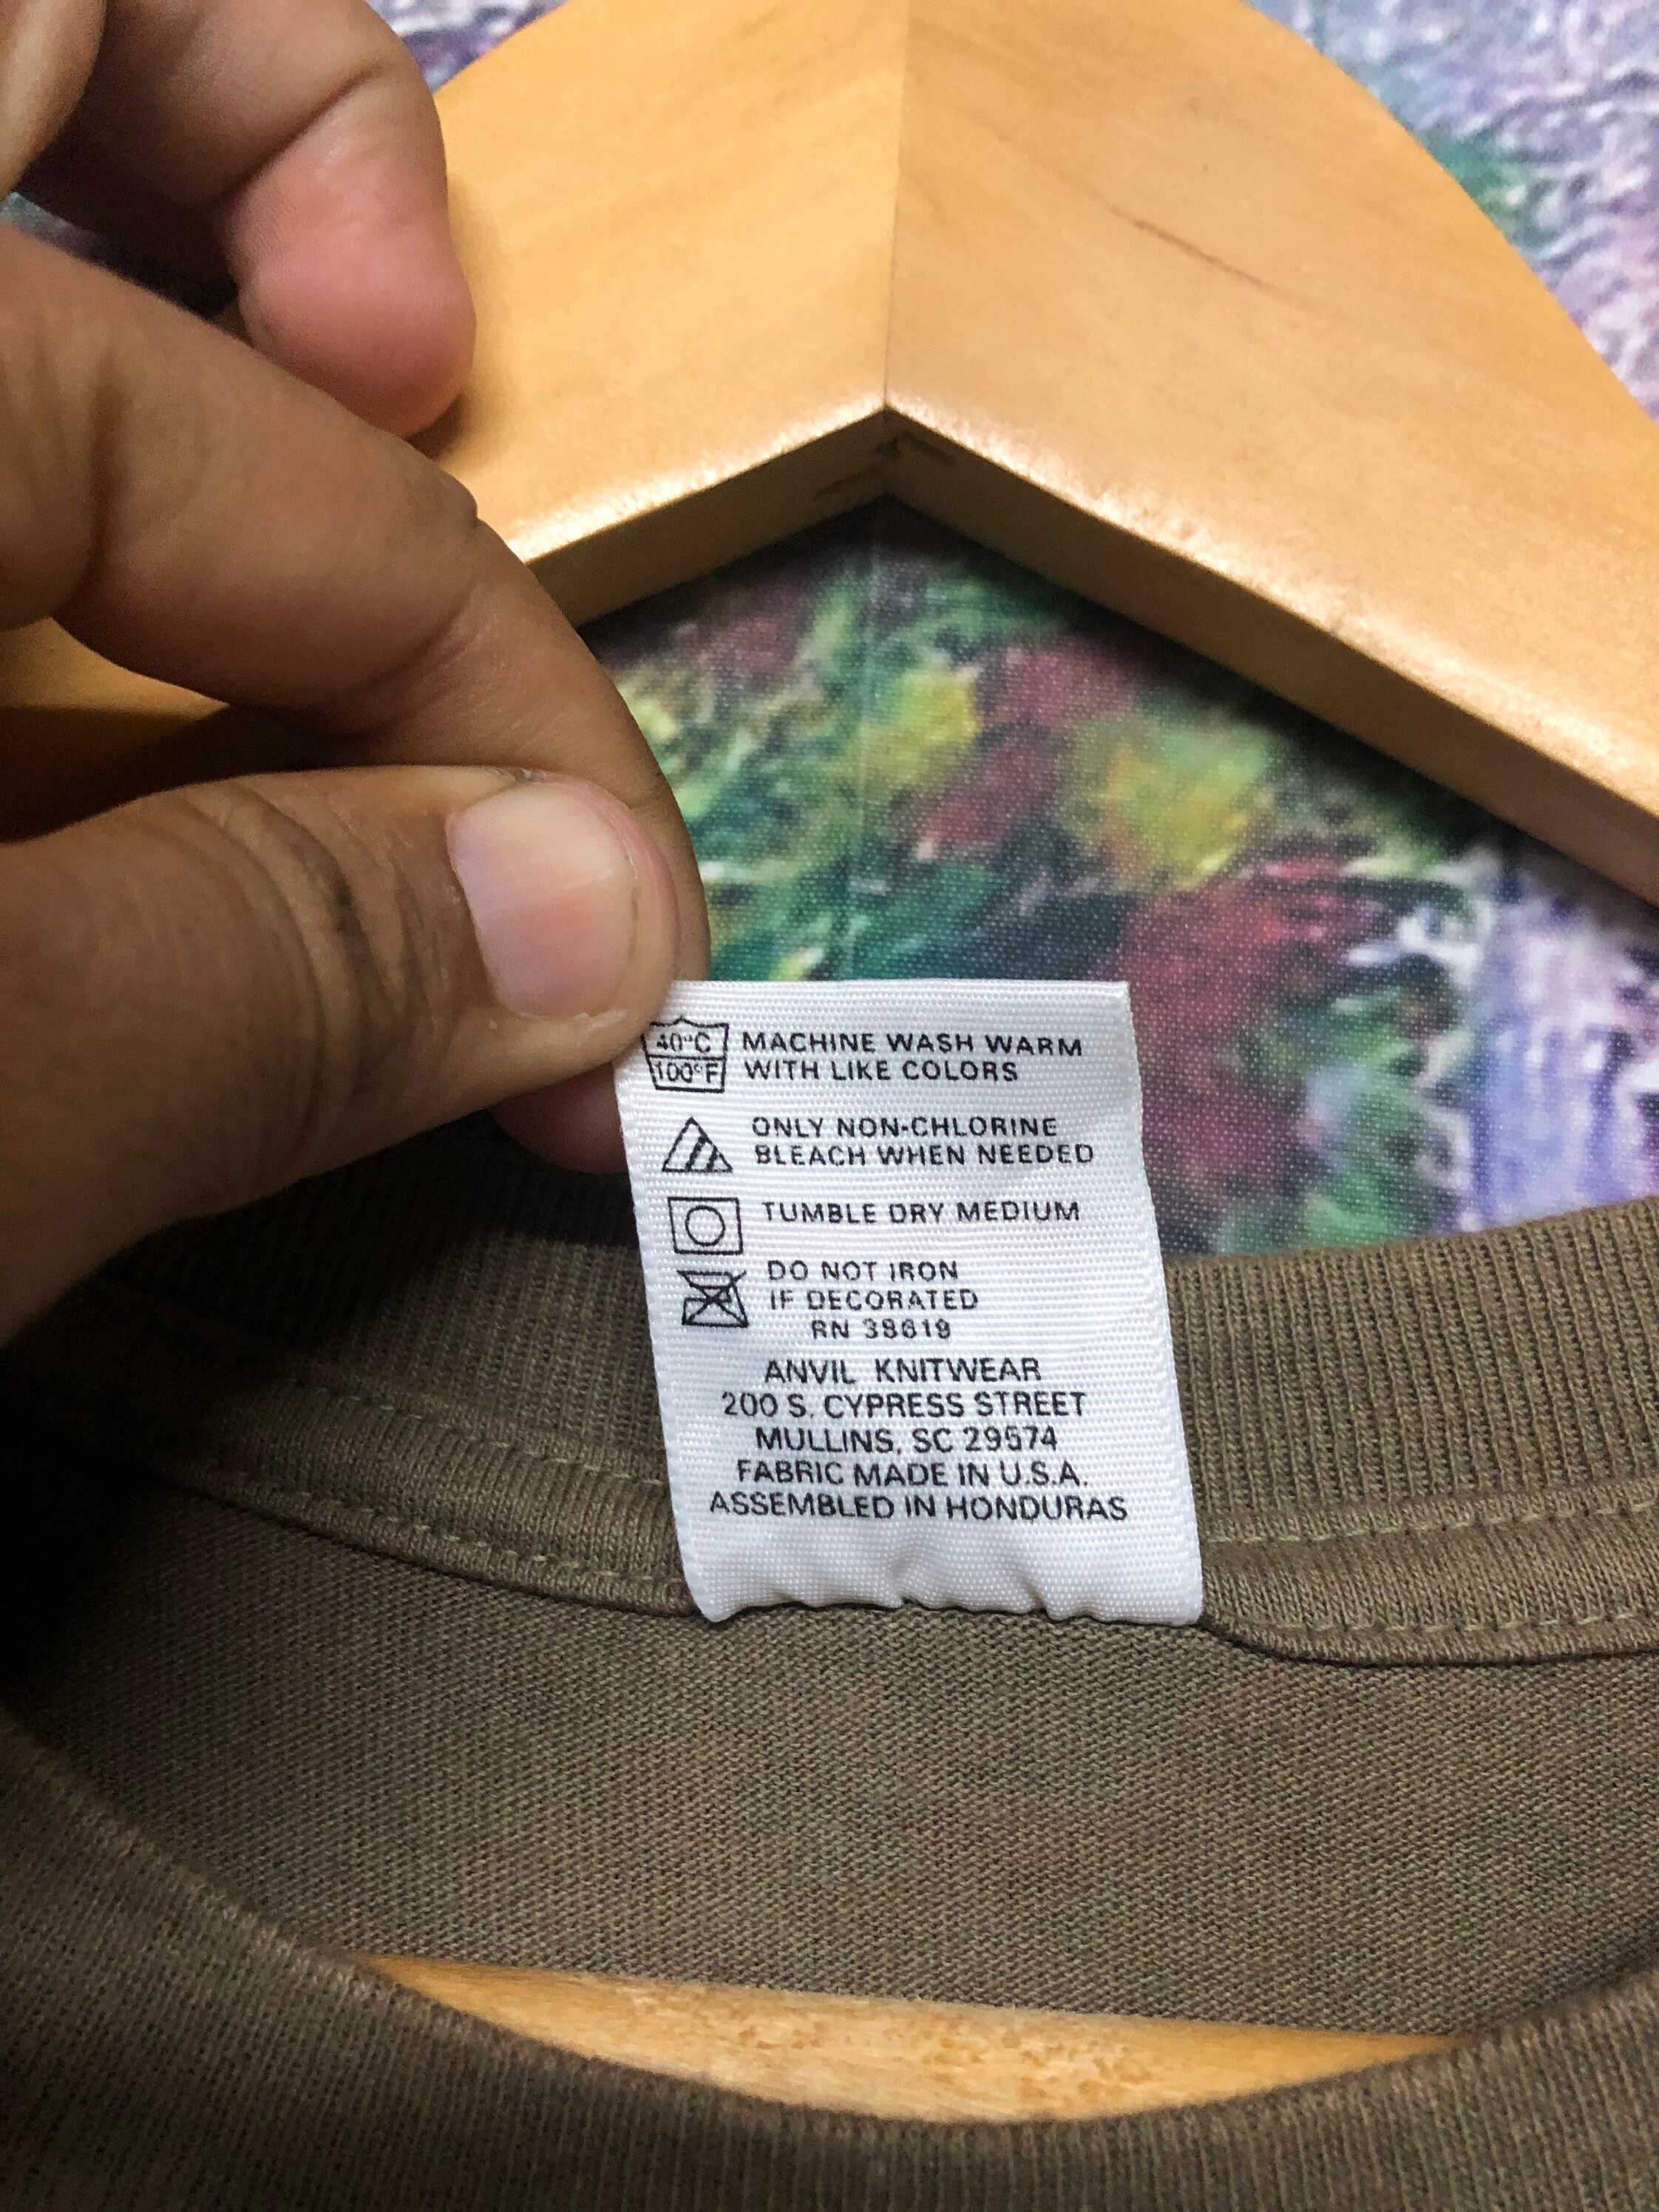 40°C
100°F
MACHINE WASH WARM
WITH LIKE COLORS
ONLY NON-CHLORINE
BLEACH WHEN NEEDED
TUMBLE DRY MEDIUM
DO NOT IRON
IF DECORATED
RN 38619
ANVIL KNITWEAR
200 S. CYPRESS STREET
MULLINS, SC 29574
FABRIC MADE IN U.S.A.
ASSEMBLED IN HONDURAS